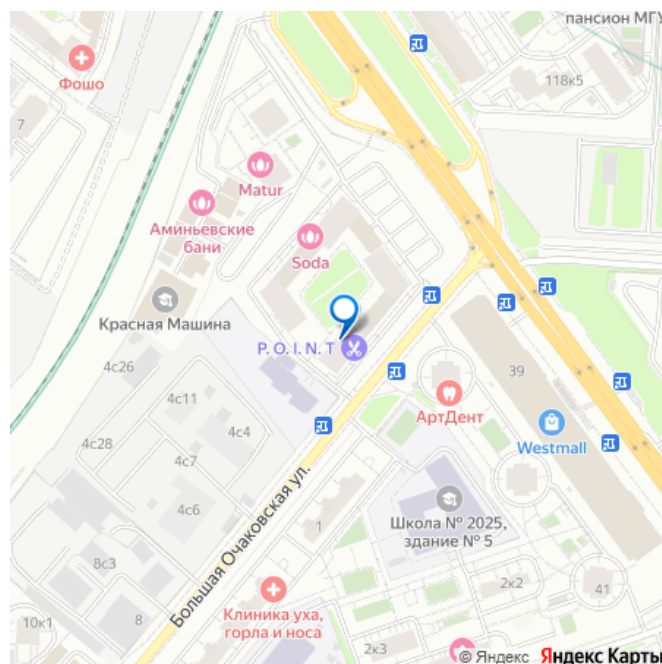 пансион МГУ
118к5
Фошо
7
Matur
Аминьевские
бани
Soda
Красная Машина
P. O. I. N. T
4с26
4с11
4с4
4с28
4с7
4с6
39
АртДент
Westmall
Школа № 2025,
здание № 5
Большая Очаковская ул.
1
8с3
8
10к1
Клиника уха,
горла и носа
2к2
41
2к3
© Яндекс Яндекс Карты